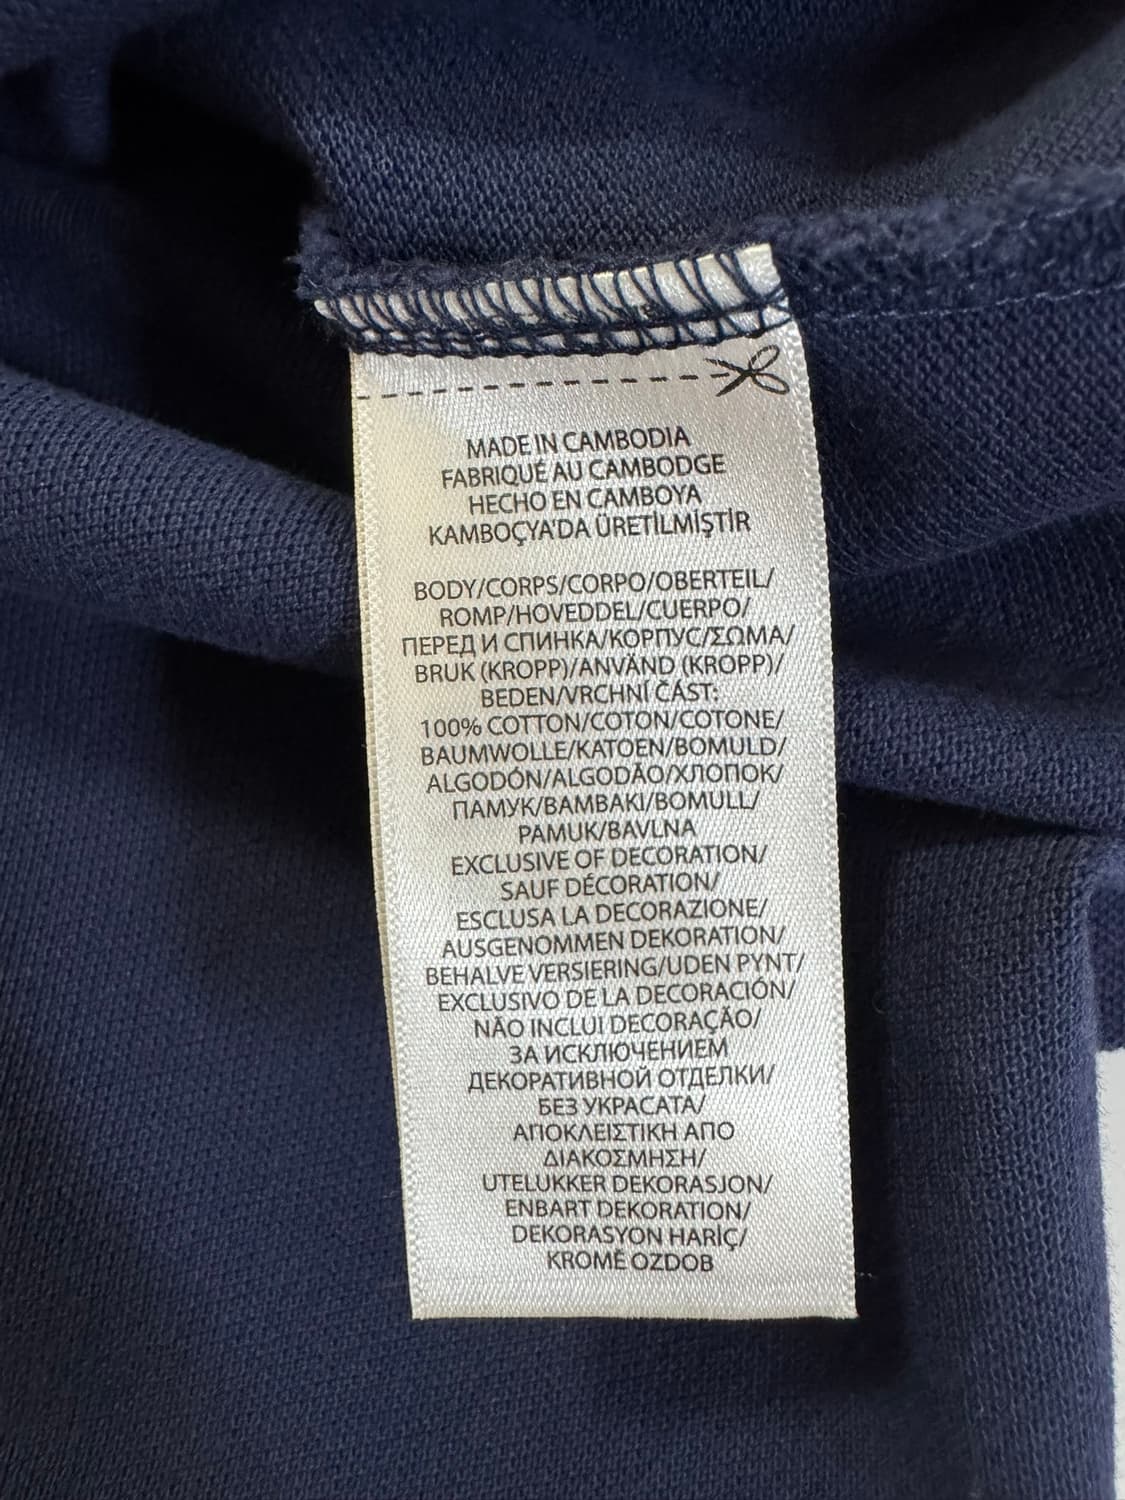 MADE IN CAMBODIA
FABRIQUÉ AU CAMBODGE
HECHO EN CAMBOYA
KAMBOÇYA'DA ÜRETİLMİŞTİR
BODY/CORPS/CORPO/OBERTEIL/
ROMP/HOVEDDEL/CUERPO/
ПЕРЕД И СПИНКА/КОРПУС/ΣΩΜΑ/
BRUK (KROPP)/ANVÄND (KROPP)/
BEDEN/VRCHNÍ ČÁST:
100% COTTON/COTON/COTONE/
BAUMWOLLE/KATOEN/BOMULD/
ALGODÓN/ALGODÃO/ХЛОПОК/
ПАМУК/BAMBAKI/BOMULL/
PAMUK/BAVLNA
EXCLUSIVE OF DECORATION/
SAUF DÉCORATION/
ESCLUSA LA DECORAZIONE/
AUSGENOMMEN DEKORATION/
BEHALVE VERSIERING/UDEN PYNT/
EXCLUSIVO DE LA DECORACIÓN/
NÃO INCLUI DECORAÇÃO/
ЗА ИСКЛЮЧЕНИЕМ
ДЕКОРАТИВНОЙ ОТДЕЛКИ/
БЕЗ УКРАСАТА/
ΑΠΟΚΛΕΙΣΤΙΚΗ ΑΠΟ
ΔΙΑΚΟΣΜΗΣΗ/
UTELUKKER DEKORASJON/
ENBART DEKORATION/
DEKORASYON HARİÇ/
KROMĚ OZDOB